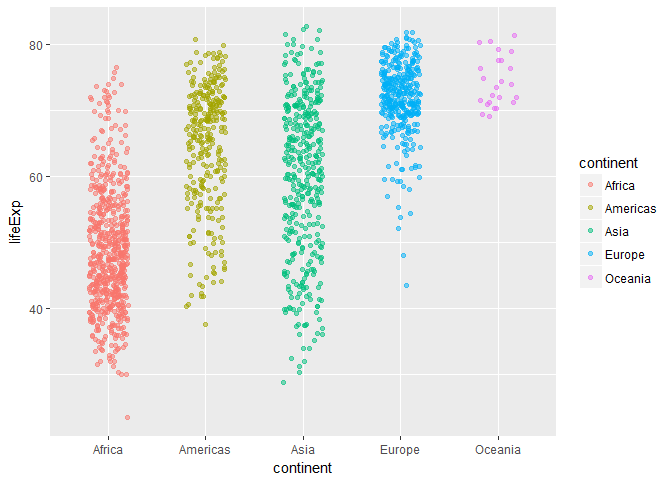 80
60
40
lifeExp
Africa
Americas
Asia
Europe
Oceania
continent
continent
Africa
Americas
Asia
Europe
Oceania